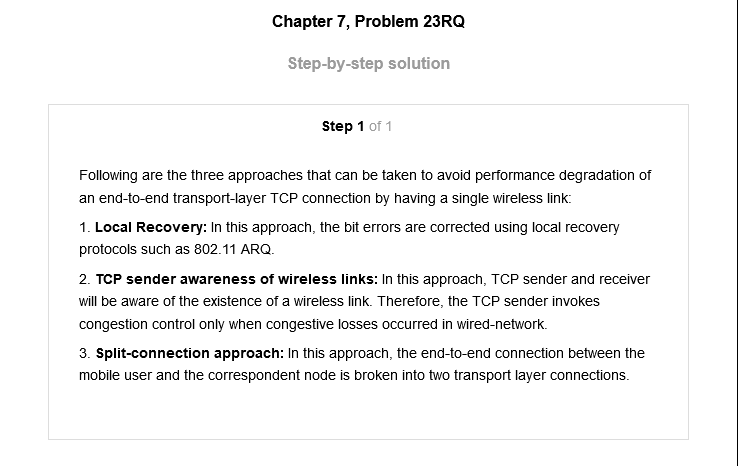 Chapter 7, Problem 23RQ
Step-by-step solution
Step 1 of 1
Following are the three approaches that can be taken to avoid performance degradation of
an end-to-end transport-layer TCP connection by having a single wireless link:
1. Local Recovery: In this approach, the bit errors are corrected using local recovery
protocols such as 802.11 ARQ.
2. TCP sender awareness of wireless links: In this approach, TCP sender and receiver
will be aware of the existence of a wireless link. Therefore, the TCP sender invokes
congestion control only when congestive losses occurred in wired-network.
3. Split-connection approach: In this approach, the end-to-end connection between the
mobile user and the correspondent node is broken into two transport layer connections.